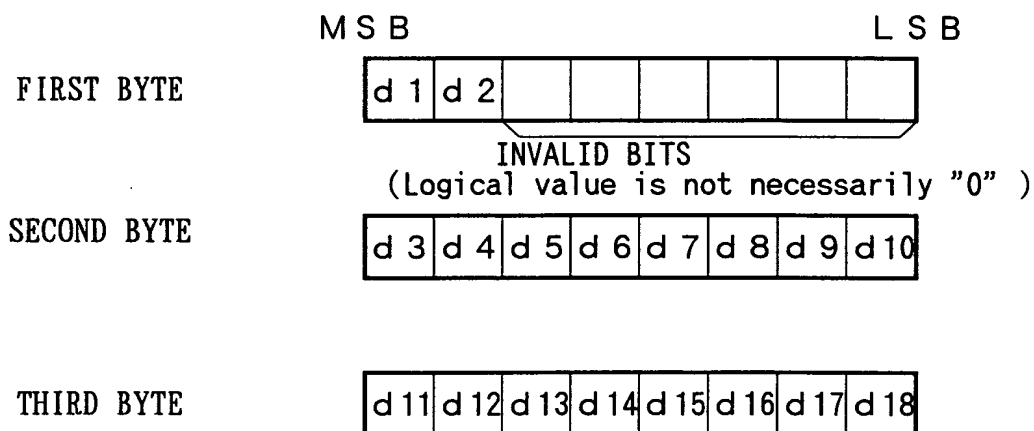 MSB LSB
FIRST BYTE d1 d2
INVALID BITS
(Logical value is not necessarily "0" )
SECOND BYTE d3 d4 d5 d6 d7 d8 d9 d10
THIRD BYTE d11 d12 d13 d14 d15 d16 d17 d18